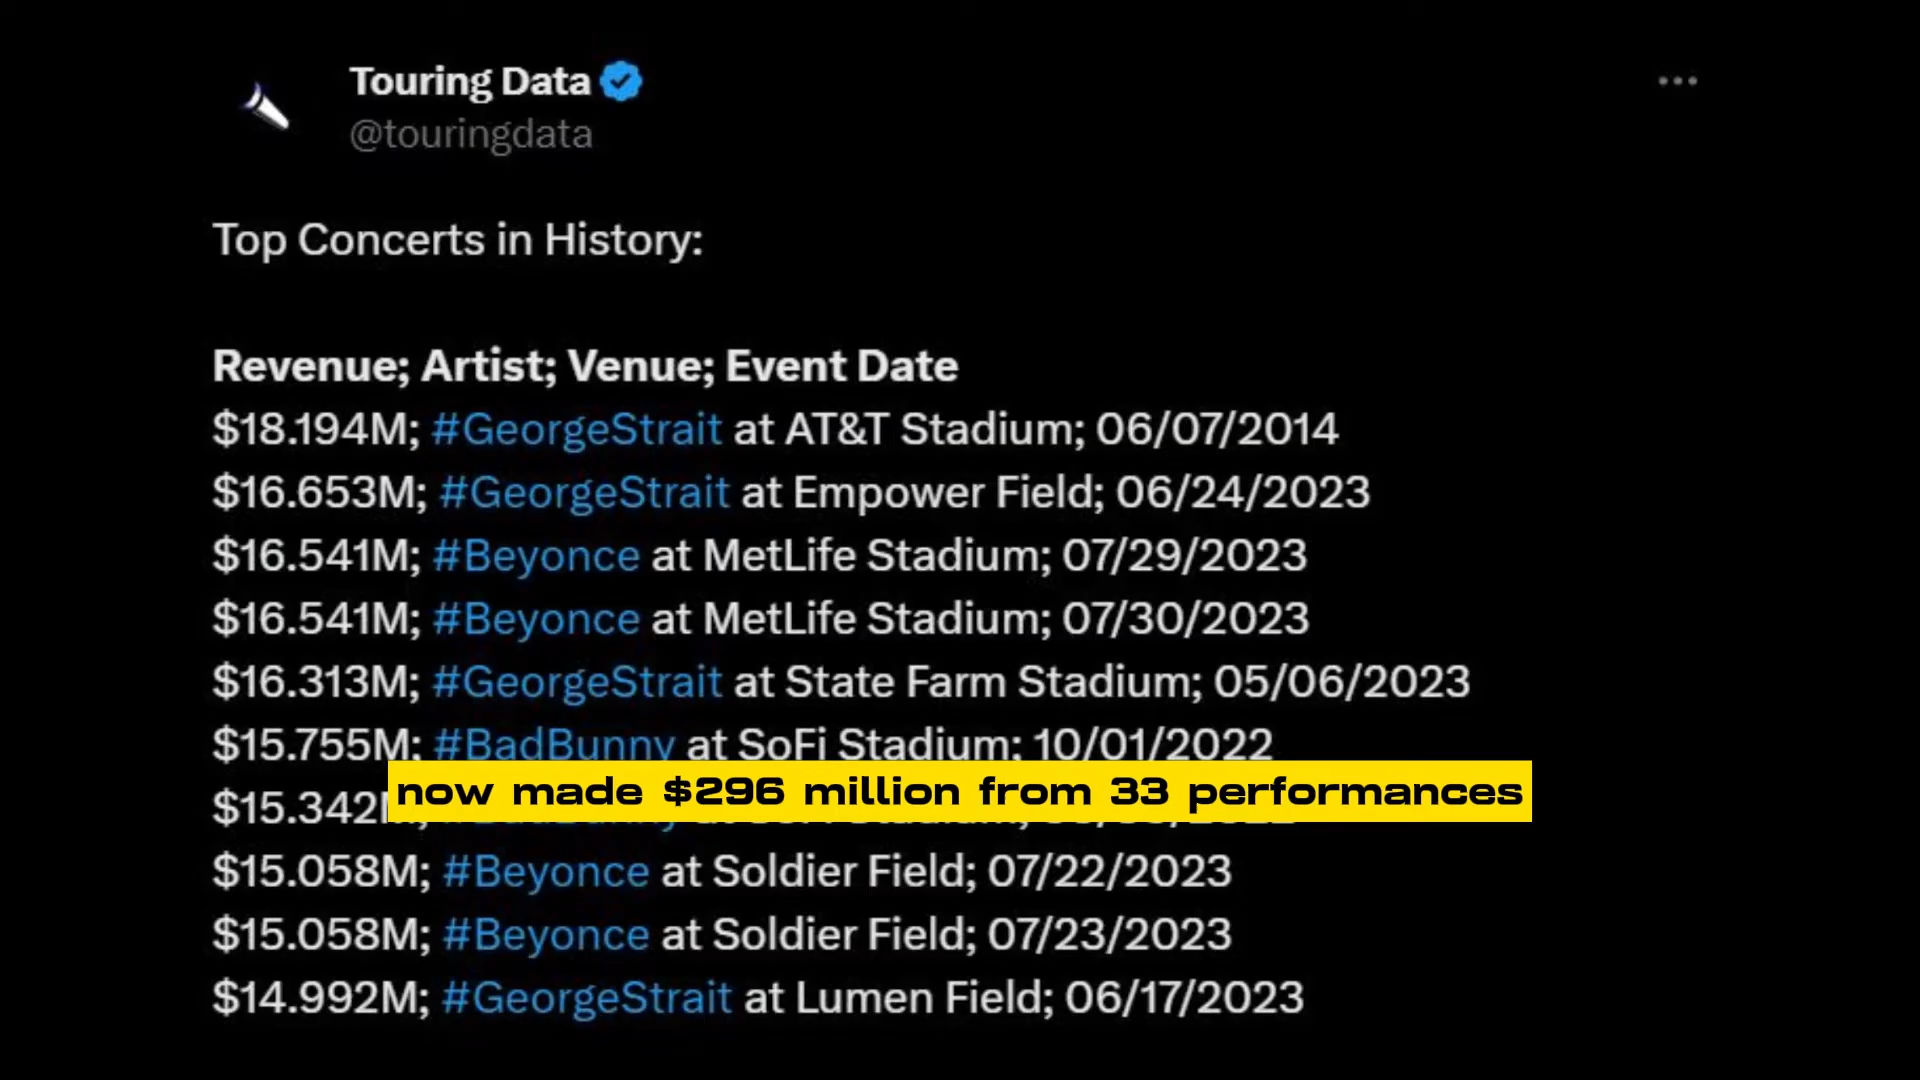 Touring Data
@touringdata
Top Concerts in History:
Revenue; Artist; Venue; Event Date
$18.194M; #GeorgeStrait at AT&T Stadium; 06/07/2014
$16.653M; #GeorgeStrait at Empower Field; 06/24/2023
$16.541M; #Beyonce at MetLife Stadium; 07/29/2023
$16.541M; #Beyonce at MetLife Stadium; 07/30/2023
$16.313M; #GeorgeStrait at State Farm Stadium; 05/06/2023
$15.755M; #BadBunny at SoFi Stadium; 10/01/2022
now made $296 million from 33 performances
$15.342M;
$15.058M; #Beyonce at Soldier Field; 07/22/2023
$15.058M; #Beyonce at Soldier Field; 07/23/2023
$14.992M; #GeorgeStrait at Lumen Field; 06/17/2023